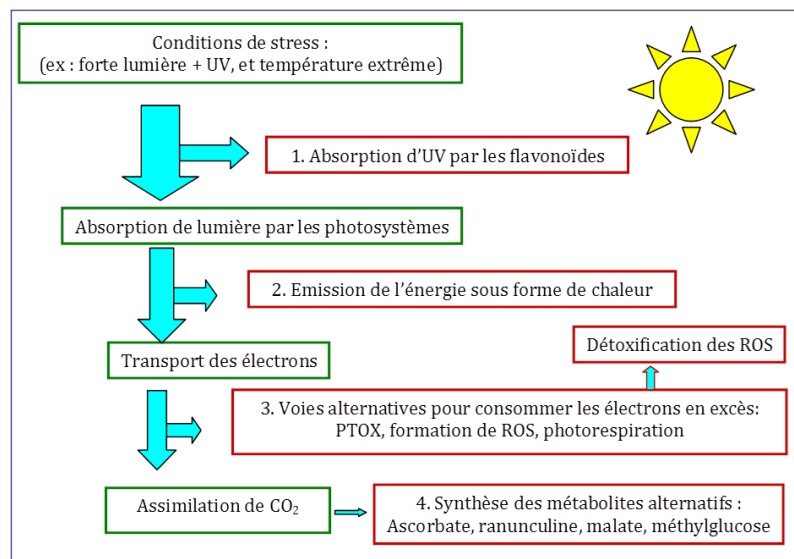 Conditions de stress :
(ex : forte lumière + UV, et température extrême)
1. Absorption d'UV par les flavonoïdes
Absorption de lumière par les photosystèmes
2. Emission de l'énergie sous forme de chaleur
Détoxification des ROS
Transport des électrons
3. Voies alternatives pour consommer les électrons en excès:
PTOX, formation de ROS, photorespiration
Assimilation de CO₂
4. Synthèse des métabolites alternatifs :
Ascorbate, ranunculine, malate, méthylglucose